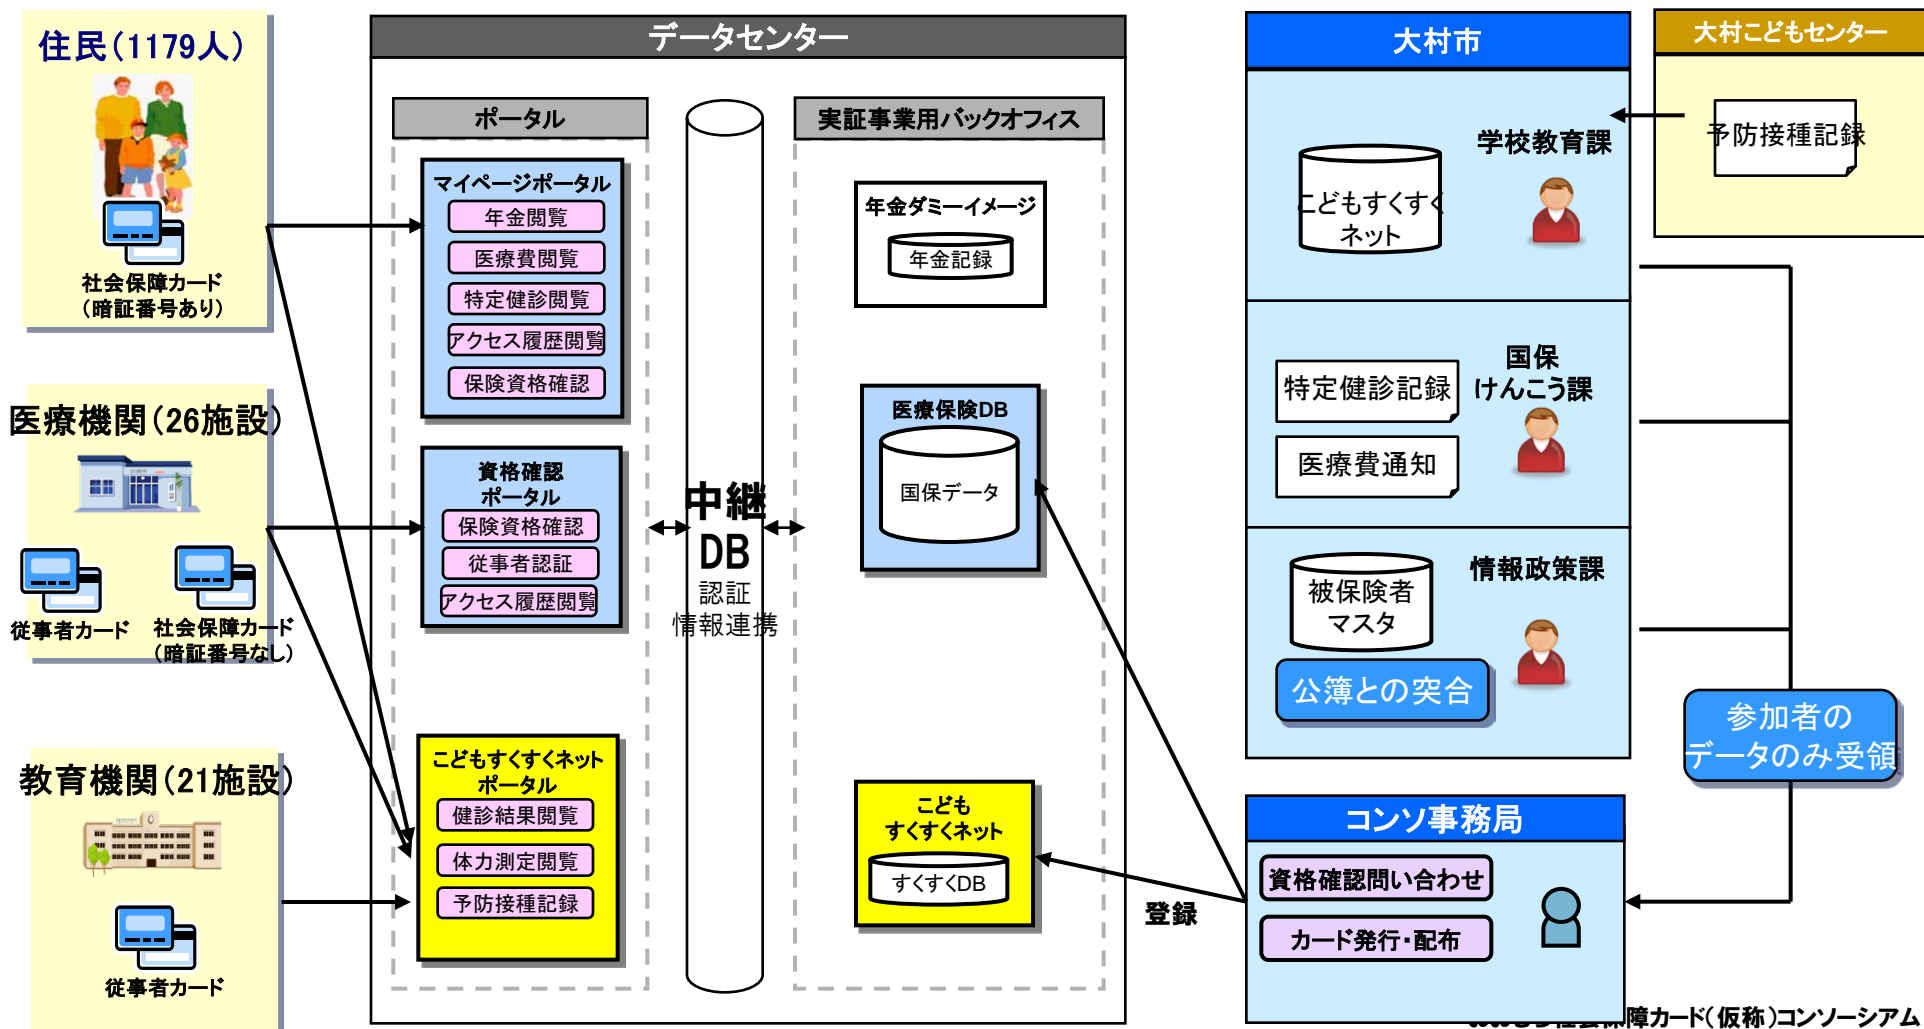 住民(1179人)
社会保障カード
(暗証番号あり)
医療機関(26施設)
従事者カード
社会保障カード
(暗証番号なし)
教育機関(21施設)
従事者カード
データセンター
ポータル
マイページポータル
年金閲覧
医療費閲覧
特定健診閲覧
アクセス履歴閲覧
保険資格確認
資格確認
ポータル
保険資格確認
従事者認証
アクセス履歴閲覧
こどもすくすくネット
ポータル
健診結果閲覧
体力測定閲覧
予防接種記録
中継
DB
認証
情報連携
実証事業用バックオフィス
年金ダミーイメージ
年金記録
医療保険DB
国保データ
こども
すくすくネット
すくすくDB
登録
大村市
学校教育課
こどもすくすく
ネット
国保
けんこう課
特定健診記録
医療費通知
情報政策課
被保険者
マスタ
公簿との突合
コンソ事務局
資格確認問い合わせ
カード発行・配布
大村こどもセンター
予防接種記録
参加者の
データのみ受領
社会保障カード(仮称)コンソーシアム